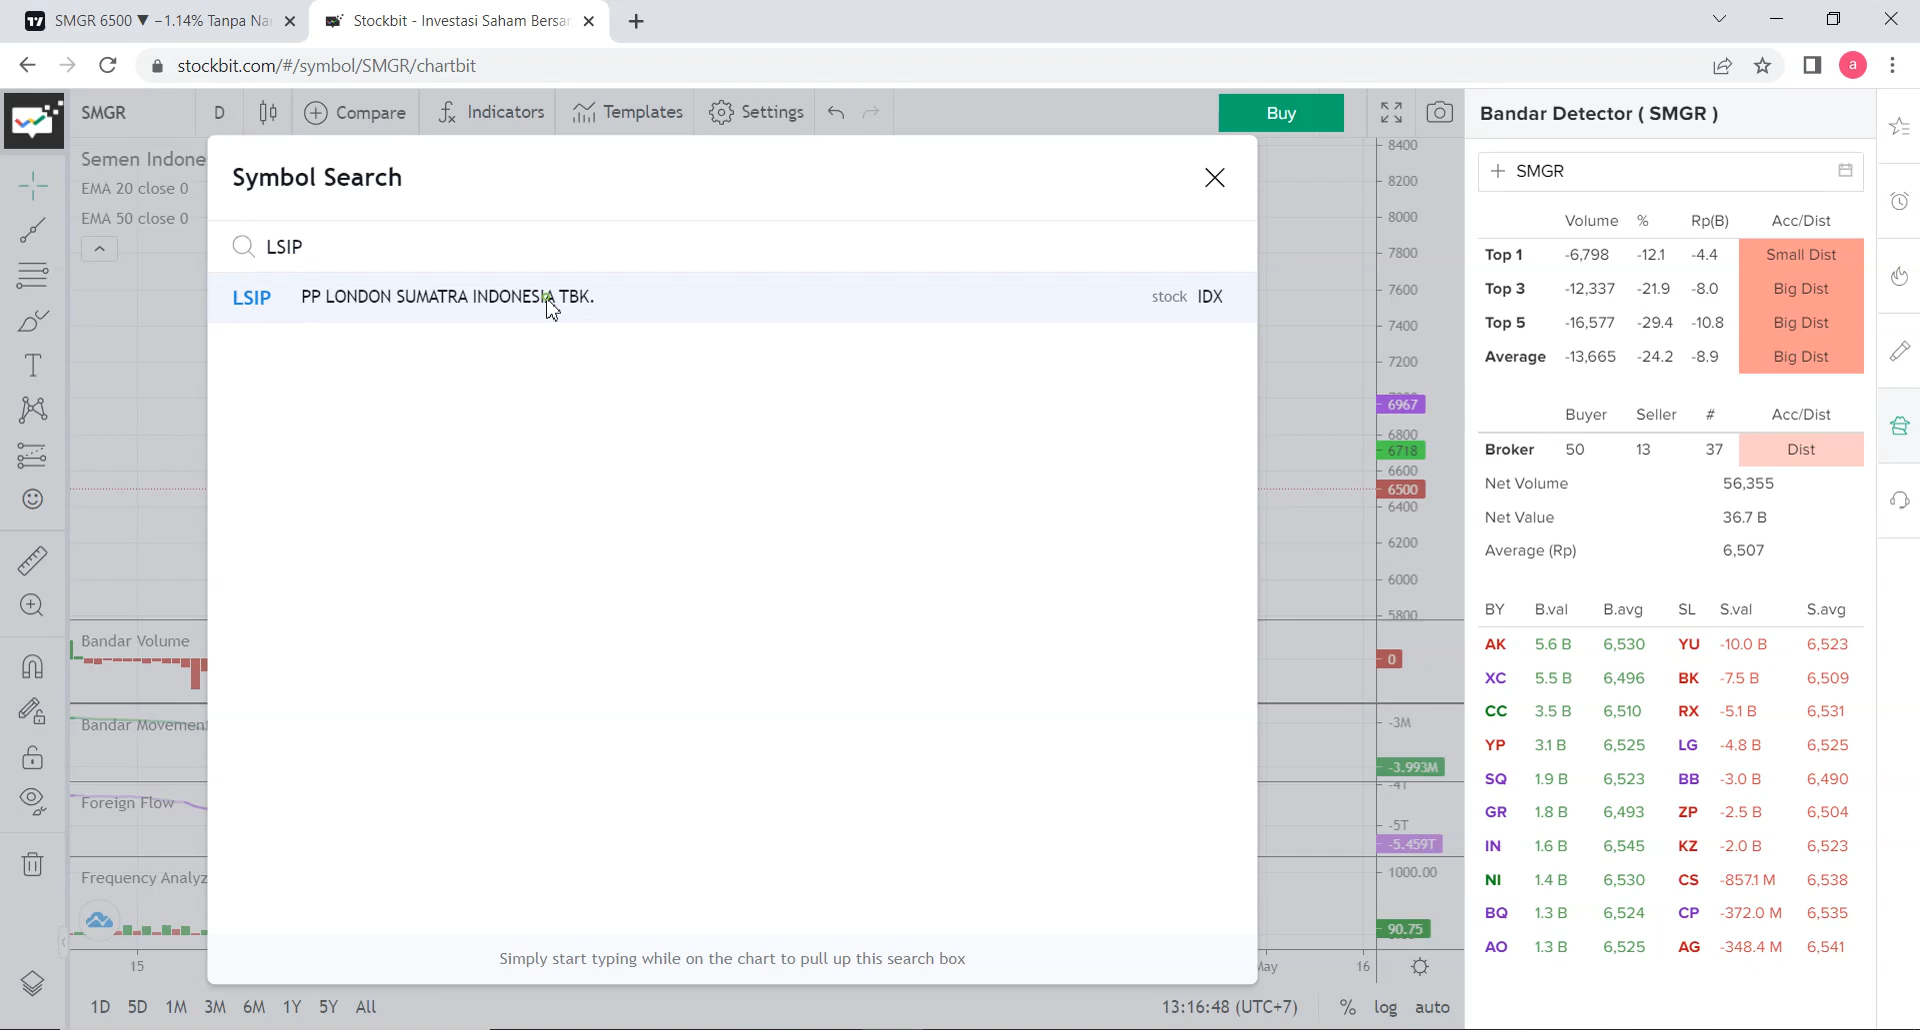 SMGR 6500 ▼ −1.14% Tanpa Na
Stockbit - Investasi Saham Bersa
stockbit.com/#/symbol/SMGR/chartbit
a
SMGR D Compare Indicators Templates Settings Buy
Semen Indone
EMA 20 close 0
EMA 50 close 0
Symbol Search
LSIP
LSIP PP LONDON SUMATRA INDONESIA TBK. stock IDX
Simply start typing while on the chart to pull up this search box
Bandar Volume
Bandar Movemen
Foreign Flow
Frequency Analyz
8400
8200
8000
7800
7600
7400
7200
6967
6800
6718
6600
6500
6400
6200
6000
5800
0
-3M
-3.993M
-4T
-5T
-5.459T
1000.00
90.75
15 May 16
1D 5D 1M 3M 6M 1Y 5Y All 13:16:48 (UTC+7) % log auto
Bandar Detector ( SMGR )
SMGR
Volume % Rp(B) Acc/Dist
Top 1 -6,798 -12.1 -4.4 Small Dist
Top 3 -12,337 -21.9 -8.0 Big Dist
Top 5 -16,577 -29.4 -10.8 Big Dist
Average -13,665 -24.2 -8.9 Big Dist
Buyer Seller # Acc/Dist
Broker 50 13 37 Dist
Net Volume 56,355
Net Value 36.7 B
Average (Rp) 6,507
BY B.val B.avg SL S.val S.avg
AK 5.6 B 6,530 YU -10.0 B 6,523
XC 5.5 B 6,496 BK -7.5 B 6,509
CC 3.5 B 6,510 RX -5.1 B 6,531
YP 3.1 B 6,525 LG -4.8 B 6,525
SQ 1.9 B 6,523 BB -3.0 B 6,490
GR 1.8 B 6,493 ZP -2.5 B 6,504
IN 1.6 B 6,545 KZ -2.0 B 6,523
NI 1.4 B 6,530 CS -857.1 M 6,538
BQ 1.3 B 6,524 CP -372.0 M 6,535
AO 1.3 B 6,525 AG -348.4 M 6,541